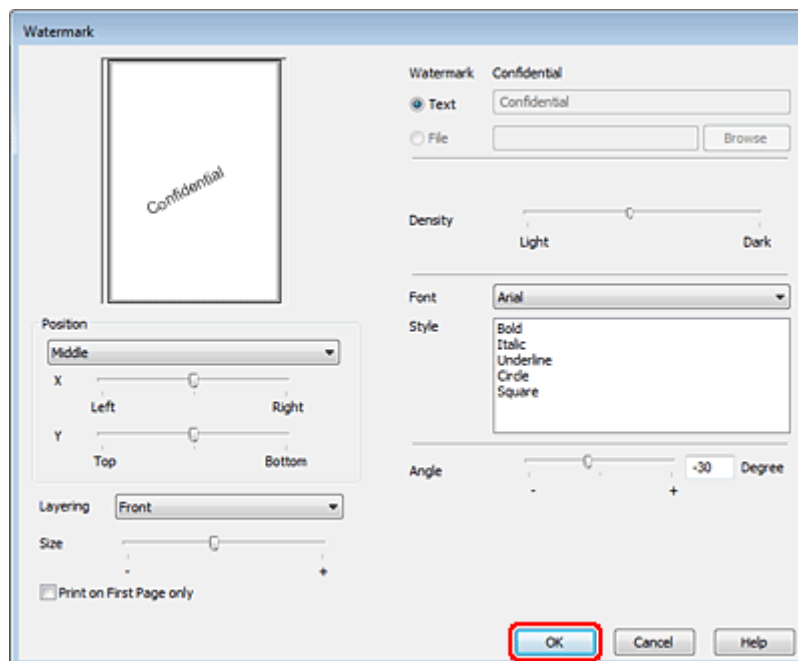 Watermark
Confidential
Position
Middle
X
Left Right
Y
Top Bottom
Layering Front
Size
- +
Print on First Page only
Watermark Confidential
Text Confidential
File Browse
Density
Light Dark
Font Arial
Style
Bold
Italic
Underline
Circle
Square
Angle -30 Degree
- +
OK Cancel Help